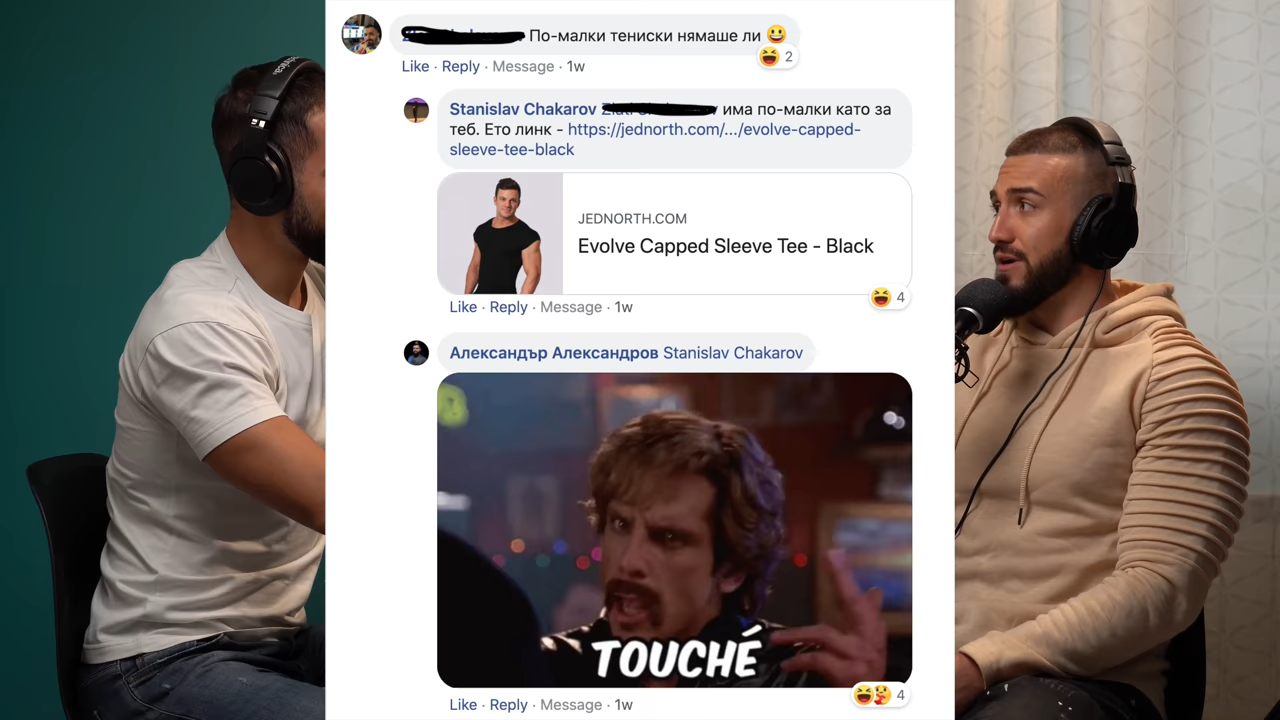 По-малки тениски нямаше ли 😀
2
Like · Reply · Message · 1w
Stanislav Chakarov има по-малки като за
теб. Ето линк - https://jednorth.com/.../evolve-capped-
sleeve-tee-black
JEDNORTH.COM
Evolve Capped Sleeve Tee - Black
4
Like · Reply · Message · 1w
Александър Александров Stanislav Chakarov
TOUCHÉ
4
Like · Reply · Message · 1w